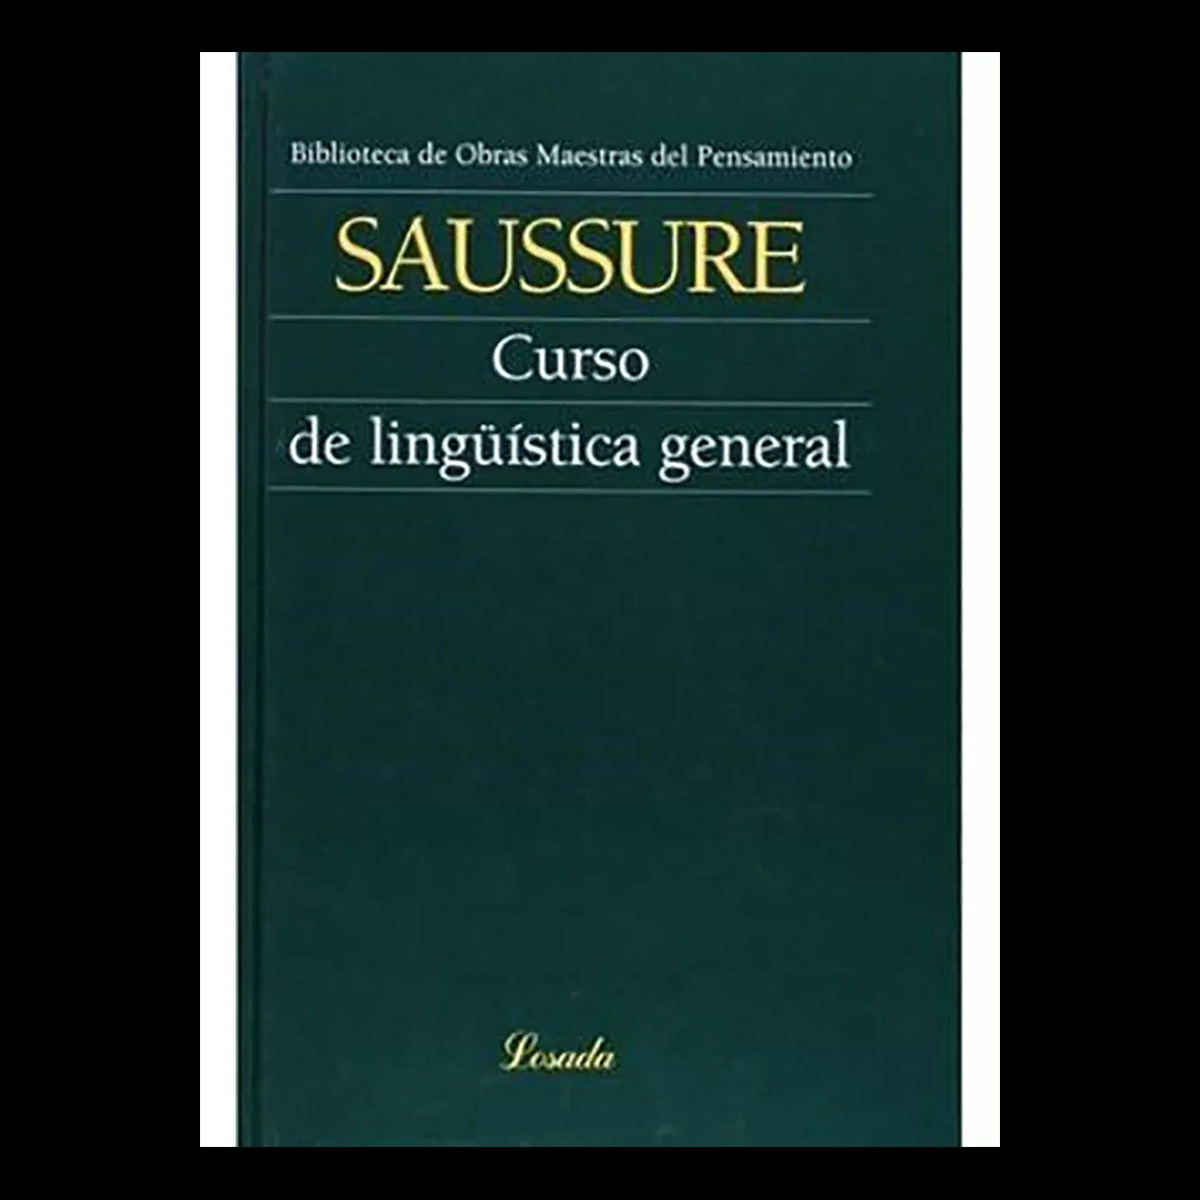 Biblioteca de Obras Maestras del Pensamiento
SAUSSURE
Curso
de lingüística general
Losada